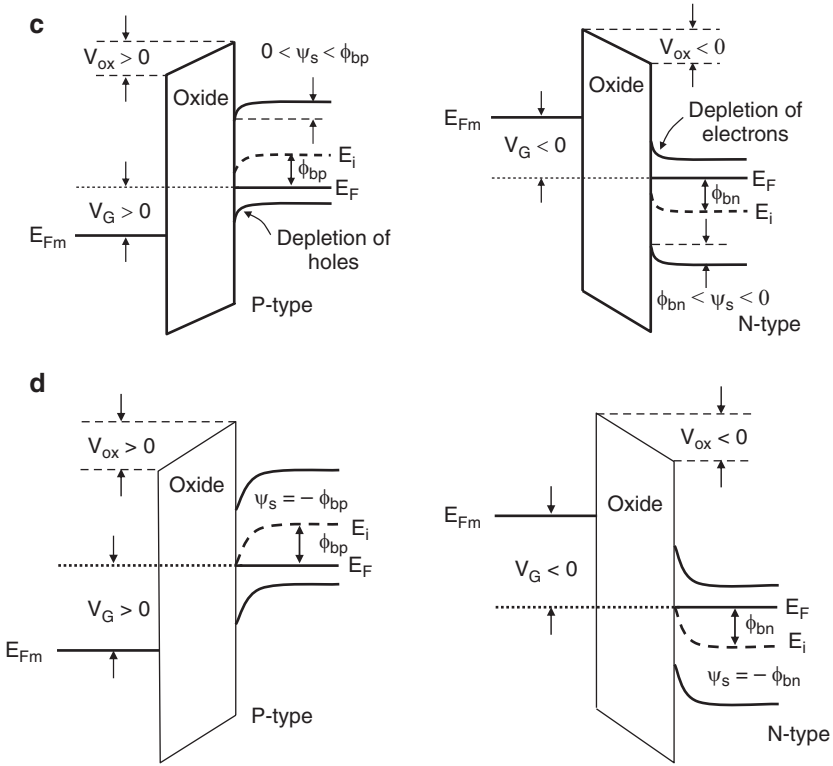 c
V_ox > 0
0 < ψ_s < ϕ_bp
Oxide
E_i
ϕ_bp
E_F
V_G > 0
E_Fm
Depletion of
holes
P-type
V_ox < 0
Oxide
E_Fm
Depletion of
electrons
V_G < 0
E_F
ϕ_bn
E_i
ϕ_bn < ψ_s < 0
N-type
d
V_ox > 0
Oxide
ψ_s = − ϕ_bp
E_i
ϕ_bp
E_F
V_G > 0
E_Fm
P-type
V_ox < 0
Oxide
E_Fm
V_G < 0
E_F
ϕ_bn
E_i
ψ_s = − ϕ_bn
N-type